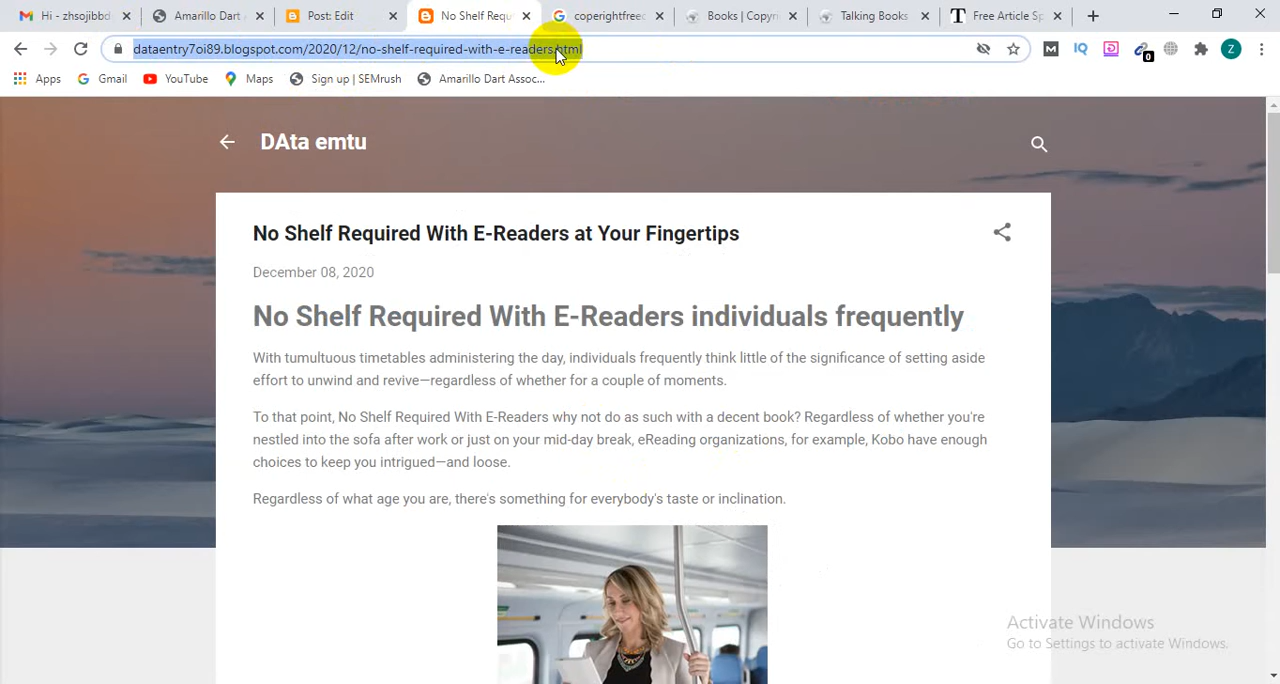 Hi - zhsojibbd
Amarillo Dart A
Post: Edit
No Shelf Requ
coperightfreea
Books | Copyri
Talking Books
Free Article Sp
dataentry7oi89.blogspot.com/2020/12/no-shelf-required-with-e-readers.html
M
IQ
0
Z
Apps
Gmail
YouTube
Maps
Sign up | SEMrush
Amarillo Dart Assoc...
DAta emtu
No Shelf Required With E-Readers at Your Fingertips
December 08, 2020
No Shelf Required With E-Readers individuals frequently
With tumultuous timetables administering the day, individuals frequently think little of the significance of setting aside
effort to unwind and revive—regardless of whether for a couple of moments.
To that point, No Shelf Required With E-Readers why not do as such with a decent book? Regardless of whether you're
nestled into the sofa after work or just on your mid-day break, eReading organizations, for example, Kobo have enough
choices to keep you intrigued—and loose.
Regardless of what age you are, there's something for everybody's taste or inclination.
Activate Windows
Go to Settings to activate Windows.